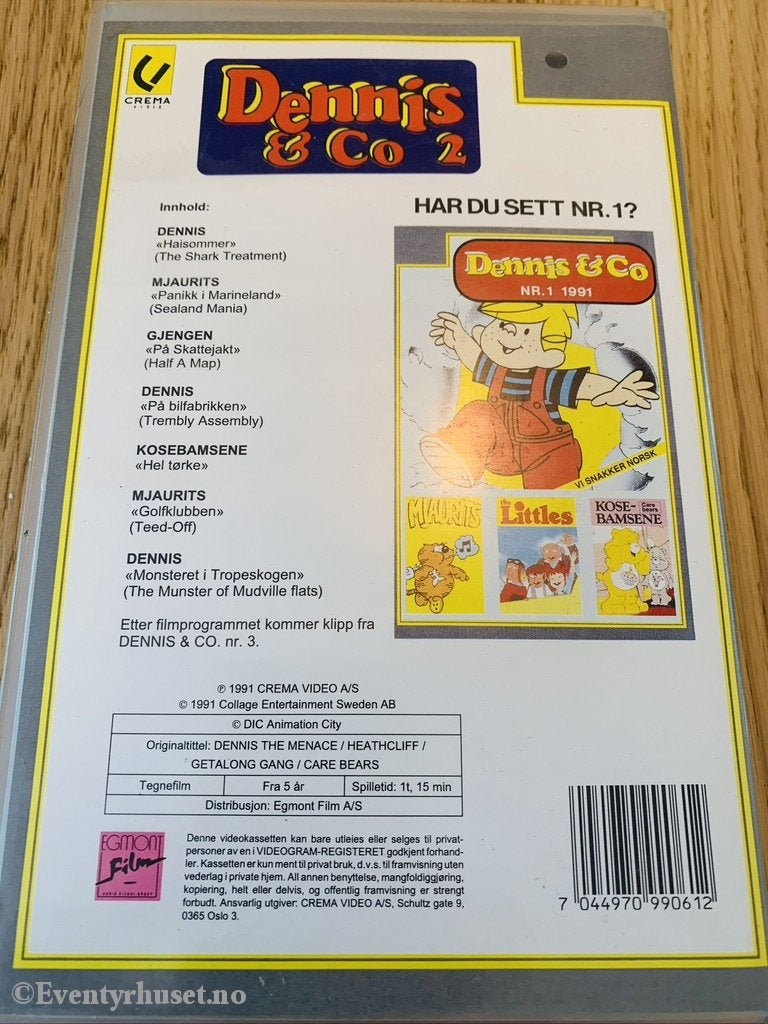 CREMA
VIDEO
Dennis
& Co 2
Innhold:
DENNIS
«Haisommer»
(The Shark Treatment)
MJAURITS
«Panikk i Marineland»
(Sealand Mania)
GJENGEN
«På Skattejakt»
(Half A Map)
DENNIS
«På bilfabrikken»
(Trembly Assembly)
KOSEBAMSENE
«Hel tørke»
MJAURITS
«Golfklubben»
(Teed-Off)
DENNIS
«Monsteret i Tropeskogen»
(The Munster of Mudville flats)
Etter filmprogrammet kommer klipp fra
DENNIS & CO. nr. 3.
HAR DU SETT NR.1?
Dennis & Co
NR.1 1991
VI SNAKKER NORSK
MJAURITS
the
Littles
KOSE-
BAMSENE
Care
Bears
℗ 1991 CREMA VIDEO A/S
© 1991 Collage Entertainment Sweden AB
© DIC Animation City
Originaltittel: DENNIS THE MENACE / HEATHCLIFF /
GETALONG GANG / CARE BEARS
Tegnefilm Fra 5 år Spilletid: 1t, 15 min
Distribusjon: Egmont Film A/S
EGMONT
Film
AUDIO VISUAL GROUP
Denne videokassetten kan bare utleies eller selges til privat-
personer av en i VIDEOGRAM-REGISTERET godkjent forhand-
ler. Kassetten er kun ment til privat bruk, d.v.s. til framvisning uten
vederlag i private hjem. All annen benyttelse, mangfoldiggjøring,
kopiering, helt eller delvis, og offentlig framvisning er strengt
forbudt. Ansvarlig utgiver: CREMA VIDEO A/S, Schultz gate 9,
0365 Oslo 3.
7 044970 990612
©Eventyrhuset.no